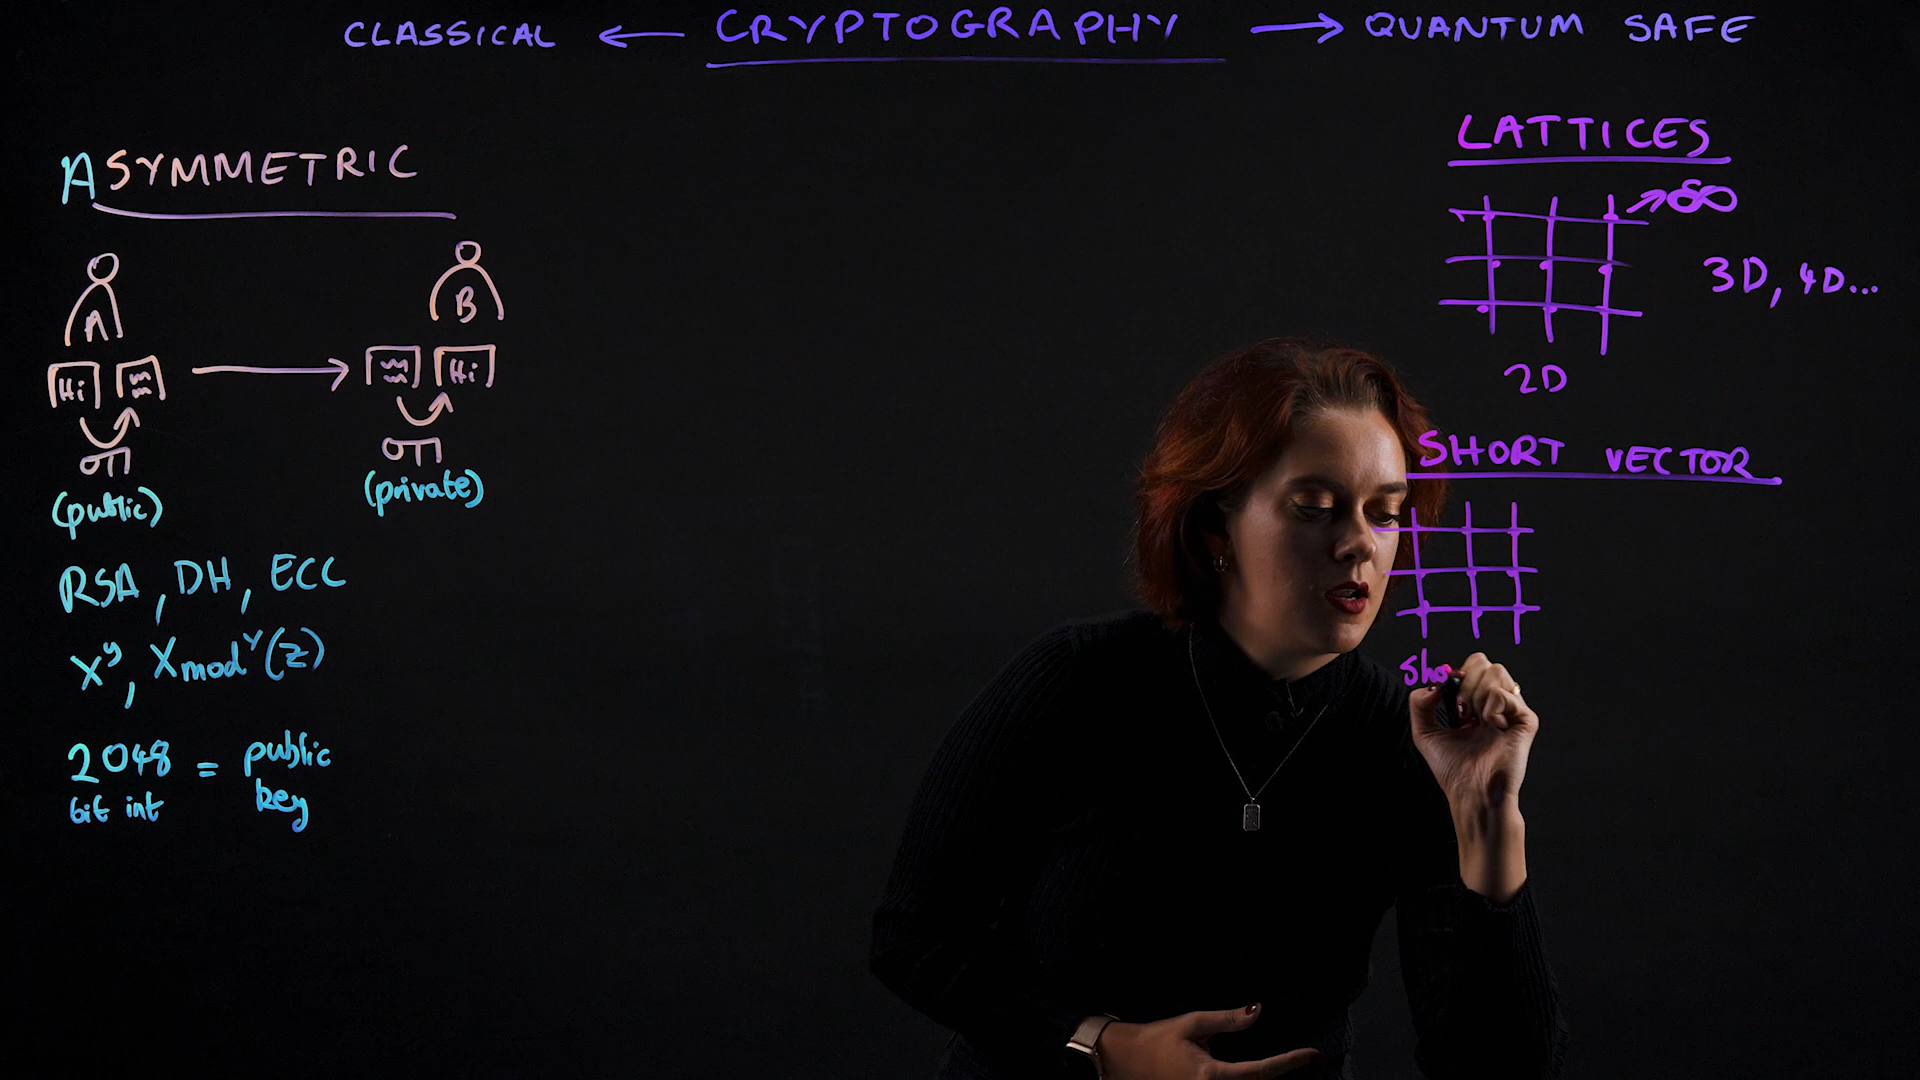 CLASSICAL ← CRYPTOGRAPHY → QUANTUM SAFE
ASYMMETRIC
A
B
Hi
Hi
(public)
(private)
RSA, DH, ECC
x^y, Xmod^y(z)
2048 = public
bit int key
LATTICES
∞
3D, 4D...
2D
SHORT VECTOR
Sho